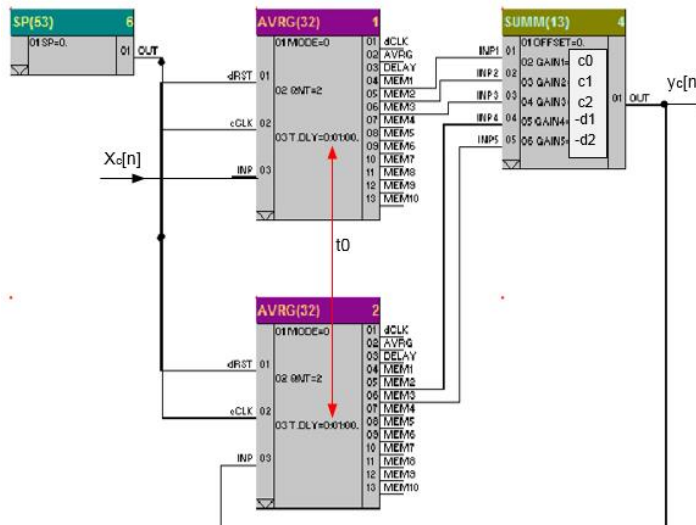 SP(53) 6
01 SP=0.
01 OUT
AVRG(32) 1
01 MODE=0
02 QNT=2
03 T.DLY=0:01:00.
dRST 01
cCLK 02
INP 03
01 dCLK
02 AVRG
03 DELAY
04 MEM1
05 MEM2
06 MEM3
07 MEM4
08 MEM5
09 MEM6
10 MEM7
11 MEM8
12 MEM9
13 MEM10
SUMM(13) 4
01 OFFSET=0.
02 GAIN1= c0
03 GAIN2= c1
04 GAIN3= c2
05 GAIN4= -d1
06 GAIN5= -d2
INP1 01
INP2 02
INP3 03
INP4 04
INP5 05
01 OUT
yc[n]
Xc[n]
t0
AVRG(32) 2
01 MODE=0
02 QNT=2
03 T.DLY=0:01:00.
dRST 01
cCLK 02
INP 03
01 dCLK
02 AVRG
03 DELAY
04 MEM1
05 MEM2
06 MEM3
07 MEM4
08 MEM5
09 MEM6
10 MEM7
11 MEM8
12 MEM9
13 MEM10